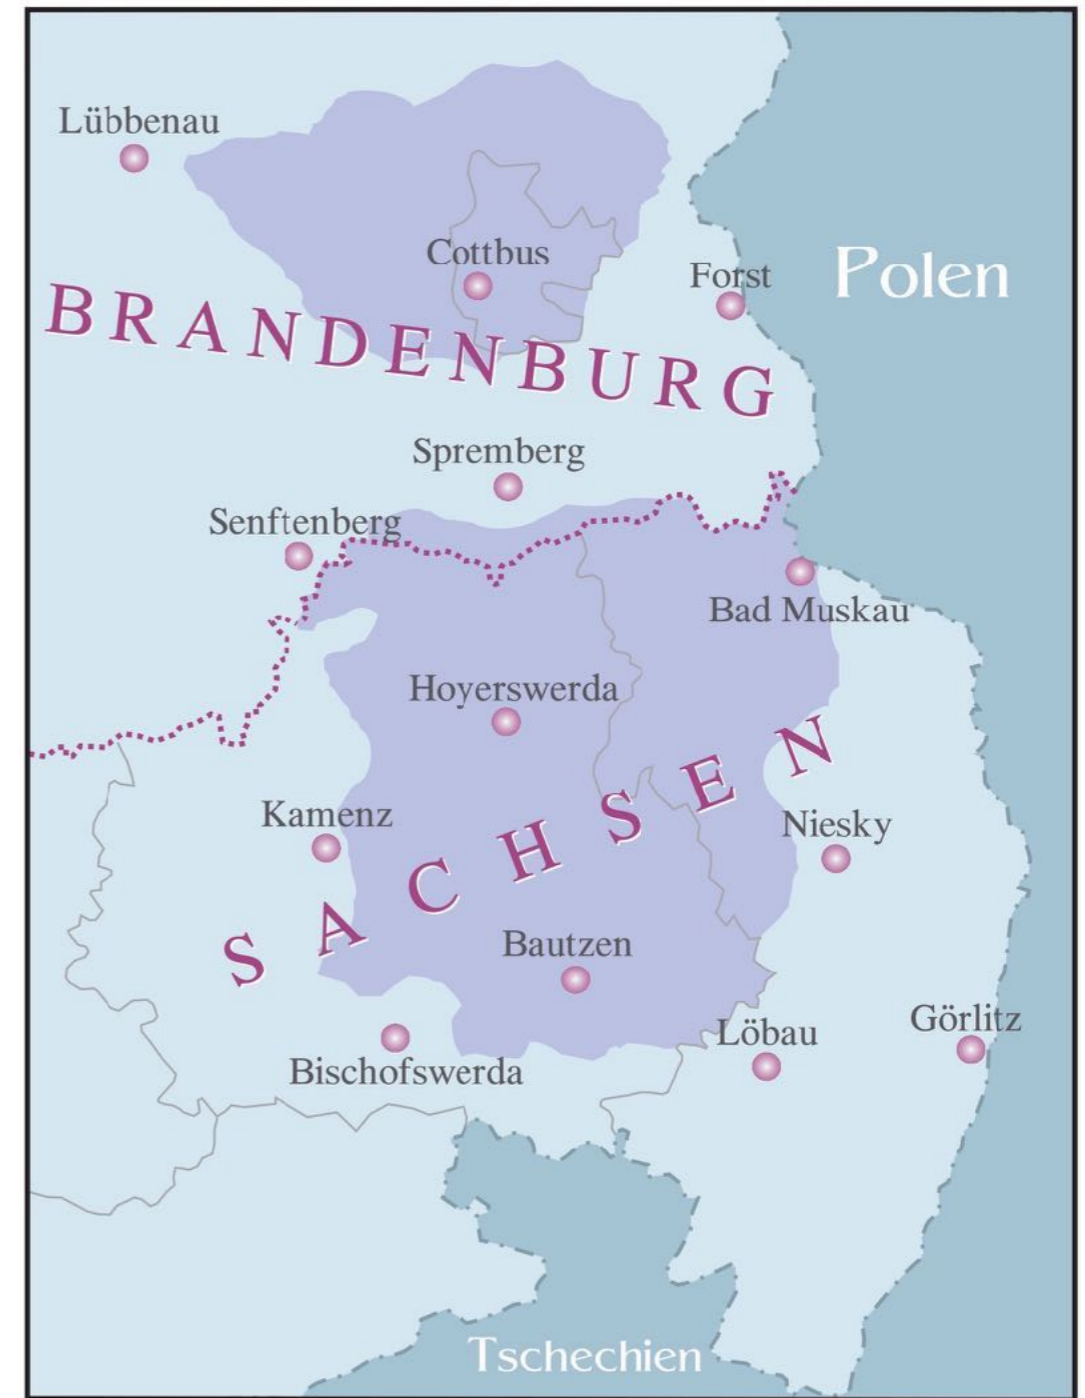 Lübbenau
Cottbus
Forst
Polen
BRANDENBURG
Spremberg
Senftenberg
Bad Muskau
Hoyerswerda
SACHSEN
Kamenz
Niesky
Bautzen
Löbau
Görlitz
Bischofswerda
Tschechien